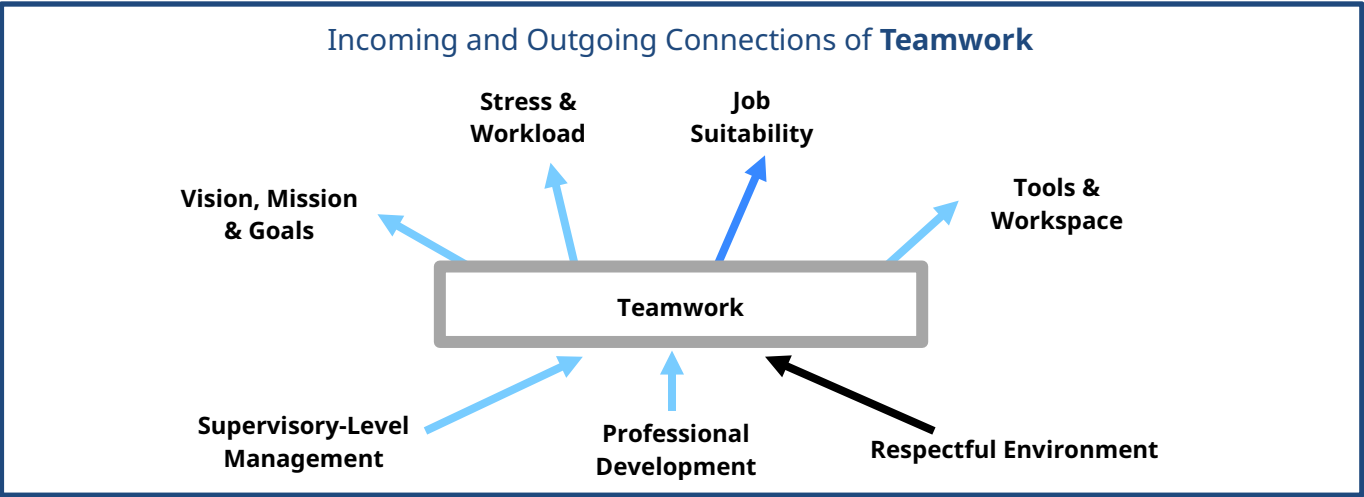 Incoming and Outgoing Connections of Teamwork
Stress &
Workload
Job
Suitability
Vision, Mission
& Goals
Tools &
Workspace
Teamwork
Supervisory-Level
Management
Professional
Development
Respectful Environment